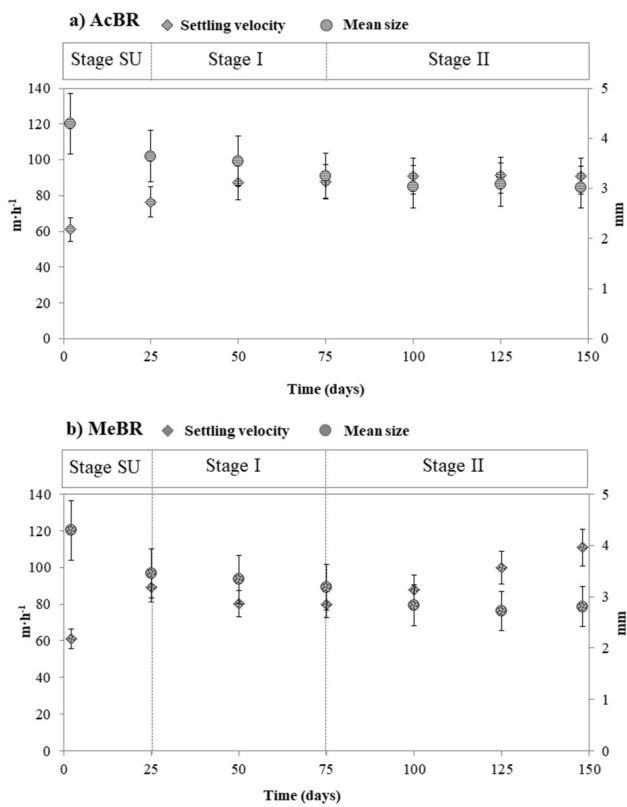 a) AcBR ◆ Settling velocity ● Mean size
Stage SU Stage I Stage II
140 5
120
4
100
80 3
60 2
40
1
20
0 0
m·h⁻¹
mm
0 25 50 75 100 125 150
Time (days)
b) MeBR ◆ Settling velocity ● Mean size
Stage SU Stage I Stage II
140 5
120
4
100
80 3
60 2
40
1
20
0 0
m·h⁻¹
mm
0 25 50 75 100 125 150
Time (days)